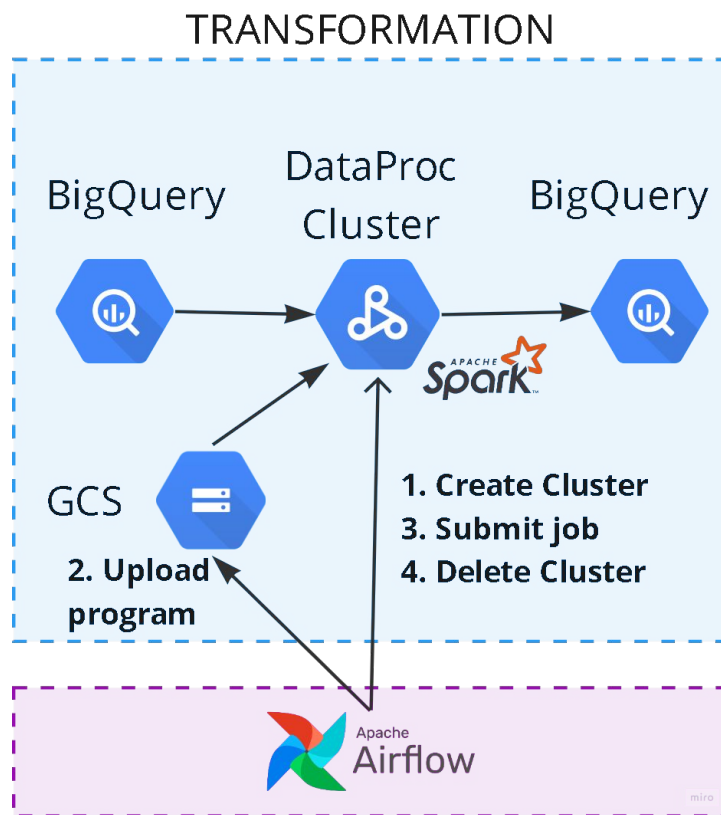 TRANSFORMATION
BigQuery
DataProc
Cluster
BigQuery
APACHE
Spark™
GCS
2. Upload
program
1. Create Cluster
3. Submit job
4. Delete Cluster
Apache
Airflow
miro